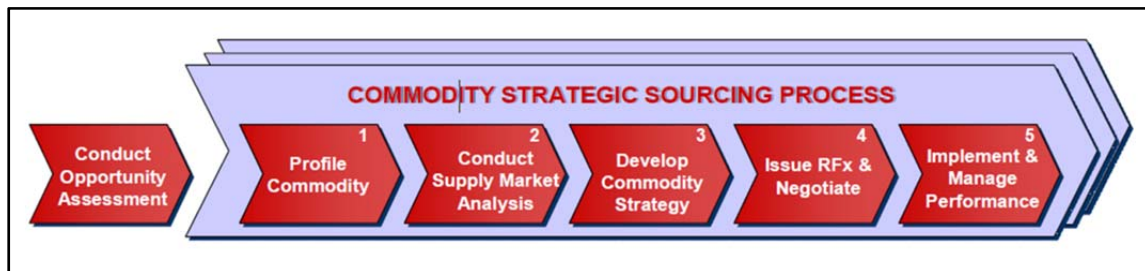 COMMODITY STRATEGIC SOURCING PROCESS
Conduct
Opportunity
Assessment
1
Profile
Commodity
2
Conduct
Supply Market
Analysis
3
Develop
Commodity
Strategy
4
Issue RFx &
Negotiate
5
Implement &
Manage
Performance